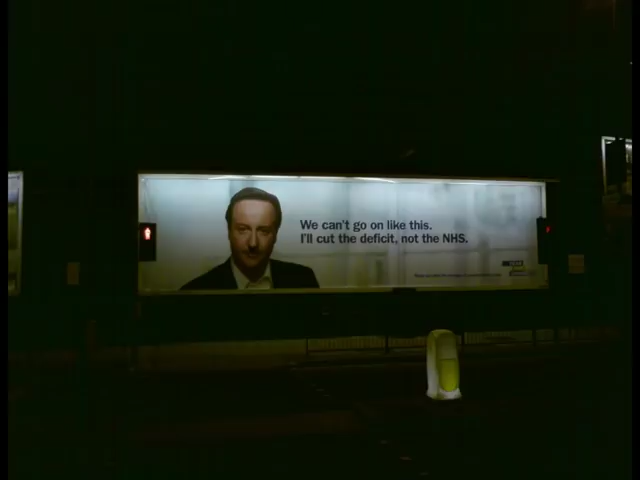 We can't go on like this.
I'll cut the deficit, not the NHS.